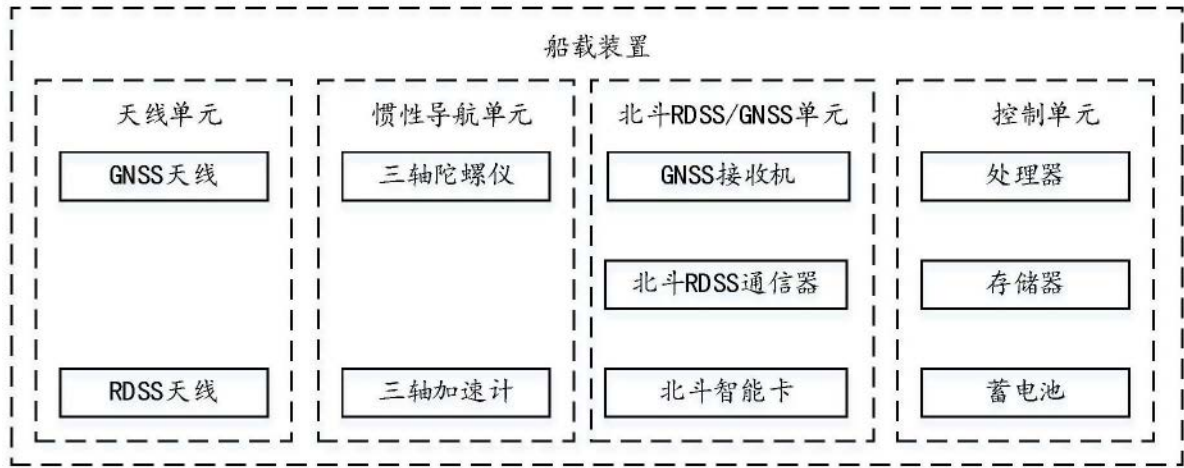 船载装置
天线单元
GNSS天线
RDSS天线
惯性导航单元
三轴陀螺仪
三轴加速计
北斗RDSS/GNSS单元
GNSS接收机
北斗RDSS通信器
北斗智能卡
控制单元
处理器
存储器
蓄电池